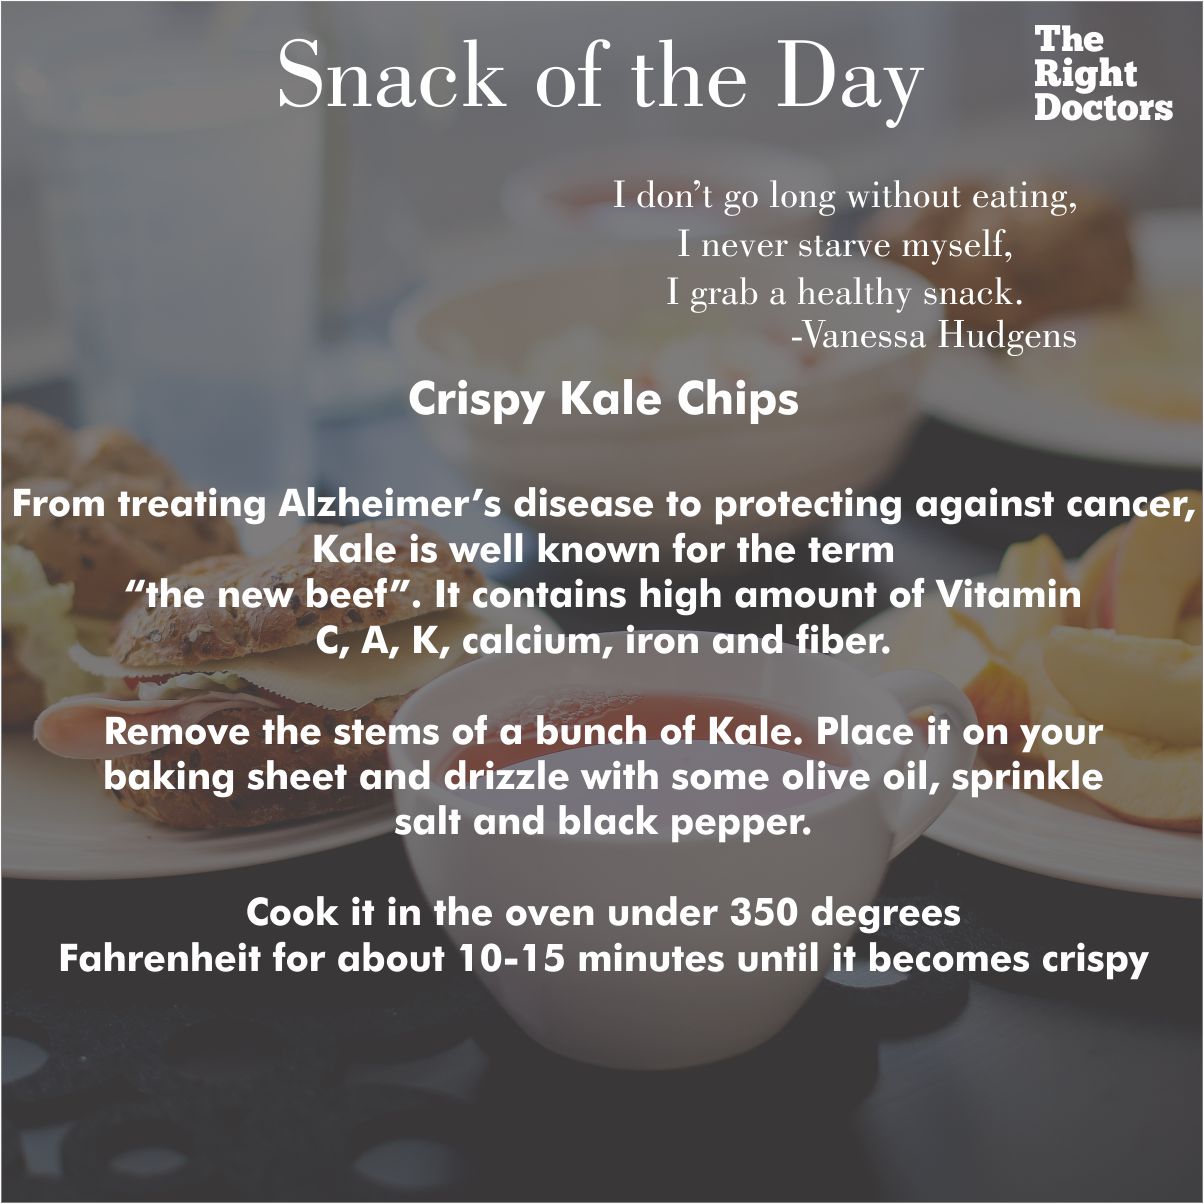 Snack of the Day
The
Right
Doctors
I don’t go long without eating,
I never starve myself,
I grab a healthy snack.
-Vanessa Hudgens
Crispy Kale Chips
From treating Alzheimer’s disease to protecting against cancer,
Kale is well known for the term
“the new beef”. It contains high amount of Vitamin
C, A, K, calcium, iron and fiber.
Remove the stems of a bunch of Kale. Place it on your
baking sheet and drizzle with some olive oil, sprinkle
salt and black pepper.
Cook it in the oven under 350 degrees
Fahrenheit for about 10-15 minutes until it becomes crispy